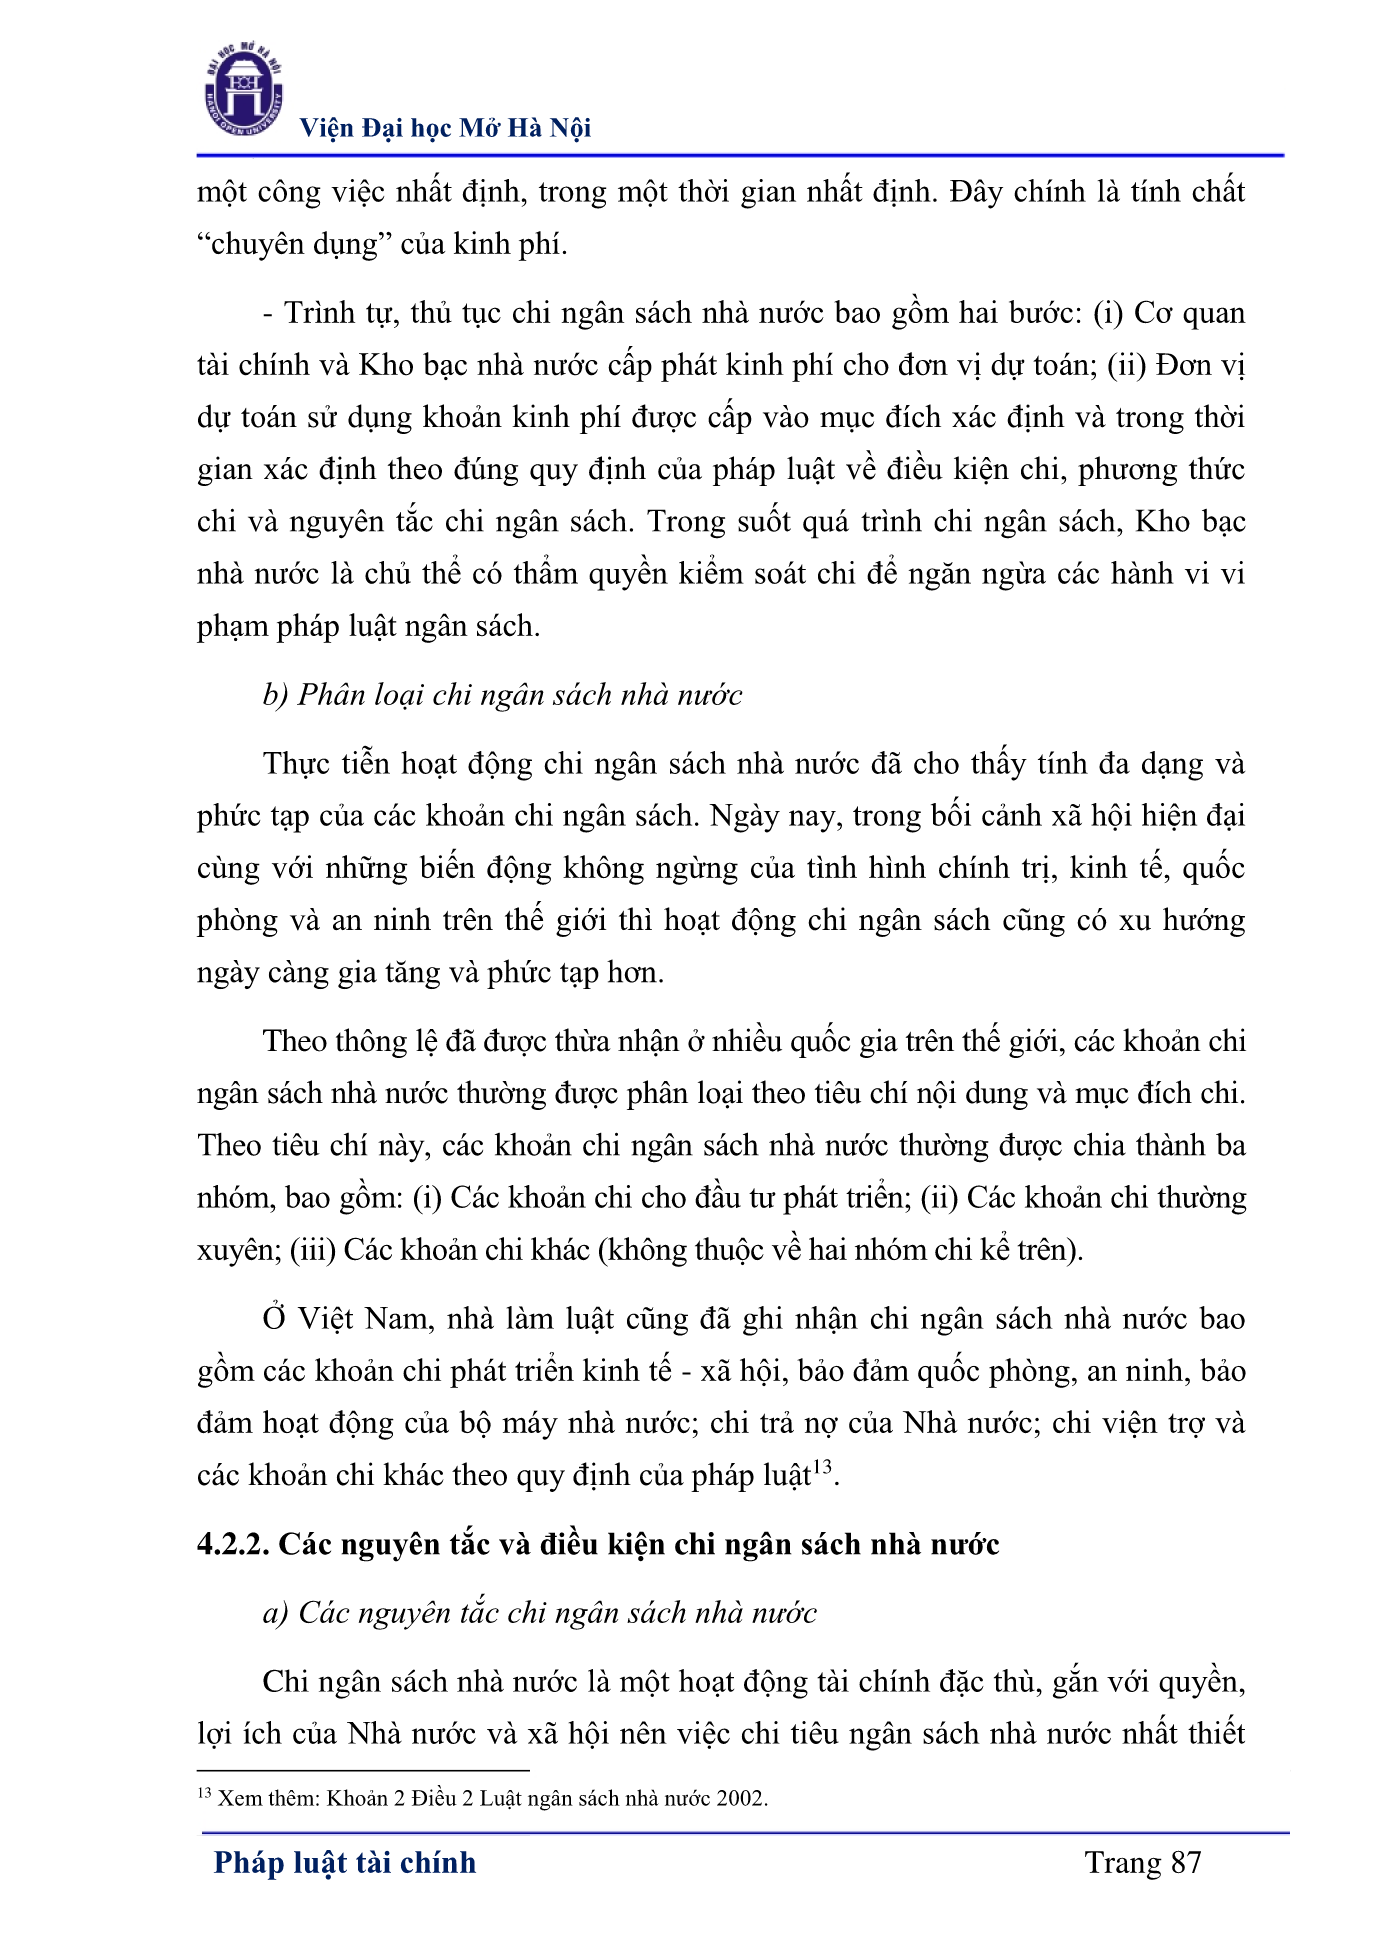 ĐẠI HỌC MỞ HÀ NỘI
HANOI OPEN UNIVERSITY
Viện Đại học Mở Hà Nội
một công việc nhất định, trong một thời gian nhất định. Đây chính là tính chất
“chuyên dụng” của kinh phí.
- Trình tự, thủ tục chi ngân sách nhà nước bao gồm hai bước: (i) Cơ quan
tài chính và Kho bạc nhà nước cấp phát kinh phí cho đơn vị dự toán; (ii) Đơn vị
dự toán sử dụng khoản kinh phí được cấp vào mục đích xác định và trong thời
gian xác định theo đúng quy định của pháp luật về điều kiện chi, phương thức
chi và nguyên tắc chi ngân sách. Trong suốt quá trình chi ngân sách, Kho bạc
nhà nước là chủ thể có thẩm quyền kiểm soát chi để ngăn ngừa các hành vi vi
phạm pháp luật ngân sách.
b) Phân loại chi ngân sách nhà nước
Thực tiễn hoạt động chi ngân sách nhà nước đã cho thấy tính đa dạng và
phức tạp của các khoản chi ngân sách. Ngày nay, trong bối cảnh xã hội hiện đại
cùng với những biến động không ngừng của tình hình chính trị, kinh tế, quốc
phòng và an ninh trên thế giới thì hoạt động chi ngân sách cũng có xu hướng
ngày càng gia tăng và phức tạp hơn.
Theo thông lệ đã được thừa nhận ở nhiều quốc gia trên thế giới, các khoản chi
ngân sách nhà nước thường được phân loại theo tiêu chí nội dung và mục đích chi.
Theo tiêu chí này, các khoản chi ngân sách nhà nước thường được chia thành ba
nhóm, bao gồm: (i) Các khoản chi cho đầu tư phát triển; (ii) Các khoản chi thường
xuyên; (iii) Các khoản chi khác (không thuộc về hai nhóm chi kể trên).
Ở Việt Nam, nhà làm luật cũng đã ghi nhận chi ngân sách nhà nước bao
gồm các khoản chi phát triển kinh tế - xã hội, bảo đảm quốc phòng, an ninh, bảo
đảm hoạt động của bộ máy nhà nước; chi trả nợ của Nhà nước; chi viện trợ và
các khoản chi khác theo quy định của pháp luật13.
4.2.2. Các nguyên tắc và điều kiện chi ngân sách nhà nước
a) Các nguyên tắc chi ngân sách nhà nước
Chi ngân sách nhà nước là một hoạt động tài chính đặc thù, gắn với quyền,
lợi ích của Nhà nước và xã hội nên việc chi tiêu ngân sách nhà nước nhất thiết
13 Xem thêm: Khoản 2 Điều 2 Luật ngân sách nhà nước 2002.
Pháp luật tài chính
Trang 87